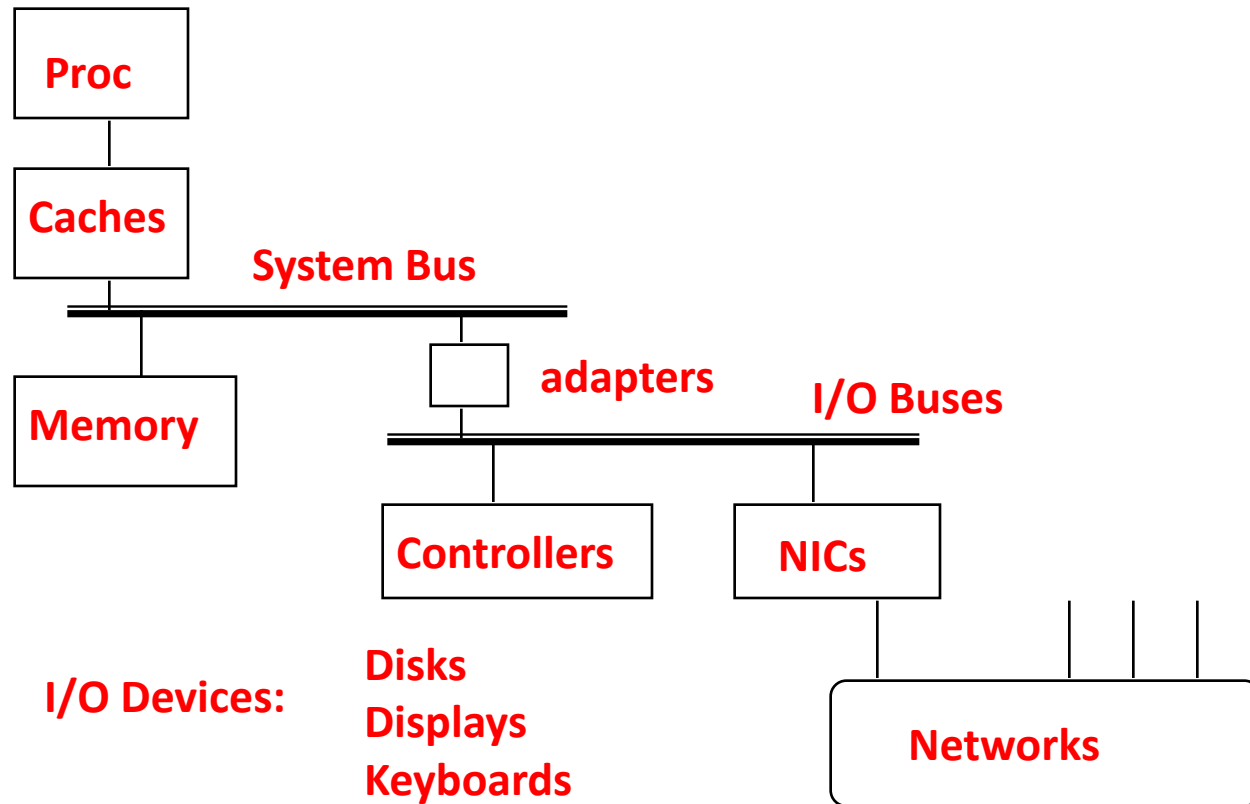 Proc
Caches
System Bus
adapters
I/O Buses
Memory
Controllers
NICs
I/O Devices:
Disks
Displays
Keyboards
Networks